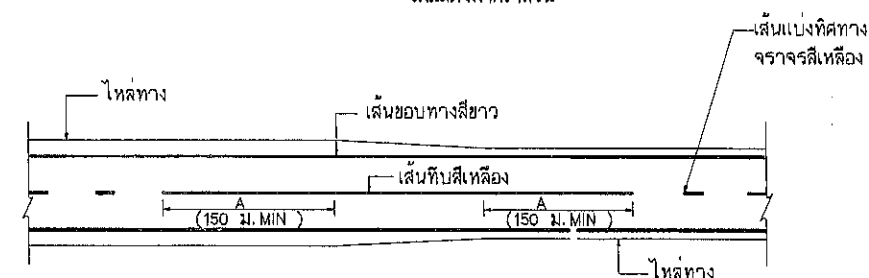 เส้นแบ่งทิศทาง
จราจรสีเหลือง
ไหล่ทาง
เส้นขอบทางสีขาว
เส้นทึบสีเหลือง
A
(150 ม. MIN )
A
(150 ม. MIN )
ไหล่ทาง